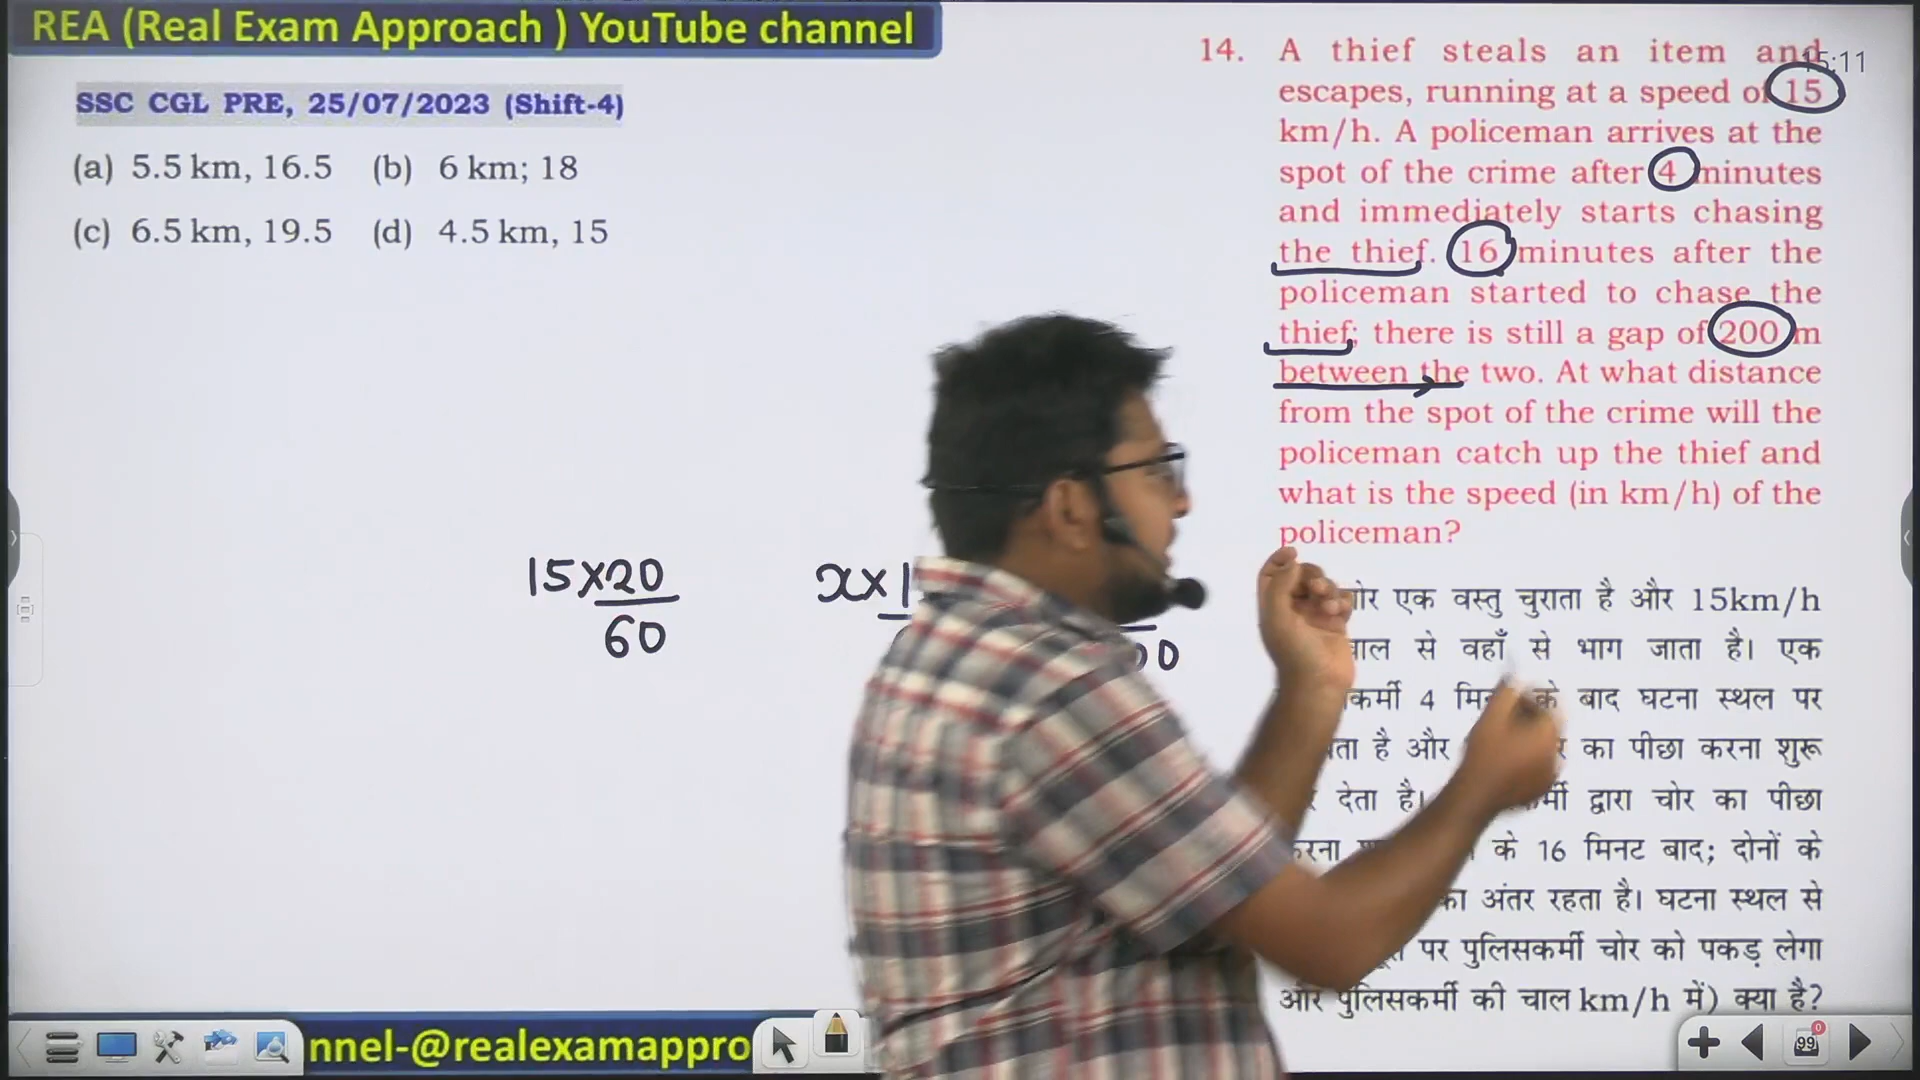 REA (Real Exam Approach ) YouTube channel
SSC CGL PRE, 25/07/2023 (Shift-4)
(a) 5.5 km, 16.5 (b) 6 km; 18
(c) 6.5 km, 19.5 (d) 4.5 km, 15
15×20
60
x×1
0
15:11
14. A thief steals an item and
escapes, running at a speed of 15
km/h. A policeman arrives at the
spot of the crime after 4 minutes
and immediately starts chasing
the thief. 16 minutes after the
policeman started to chase the
thief; there is still a gap of 200 m
between the two. At what distance
from the spot of the crime will the
policeman catch up the thief and
what is the speed (in km/h) of the
policeman?
एक वस्तु चुराता है और 15km/h
से वहाँ से भाग जाता है। एक
4 के बाद घटना स्थल पर
है और का पीछा करना शुरू
देता है। द्वारा चोर का पीछा
के 16 मिनट बाद; दोनों के
का अंतर रहता है। घटना स्थल से
पर पुलिसकर्मी चोर को पकड़ लेगा
और पुलिसकर्मी की चाल km/h में) क्या है?
nnel-@realexamappro
0
99